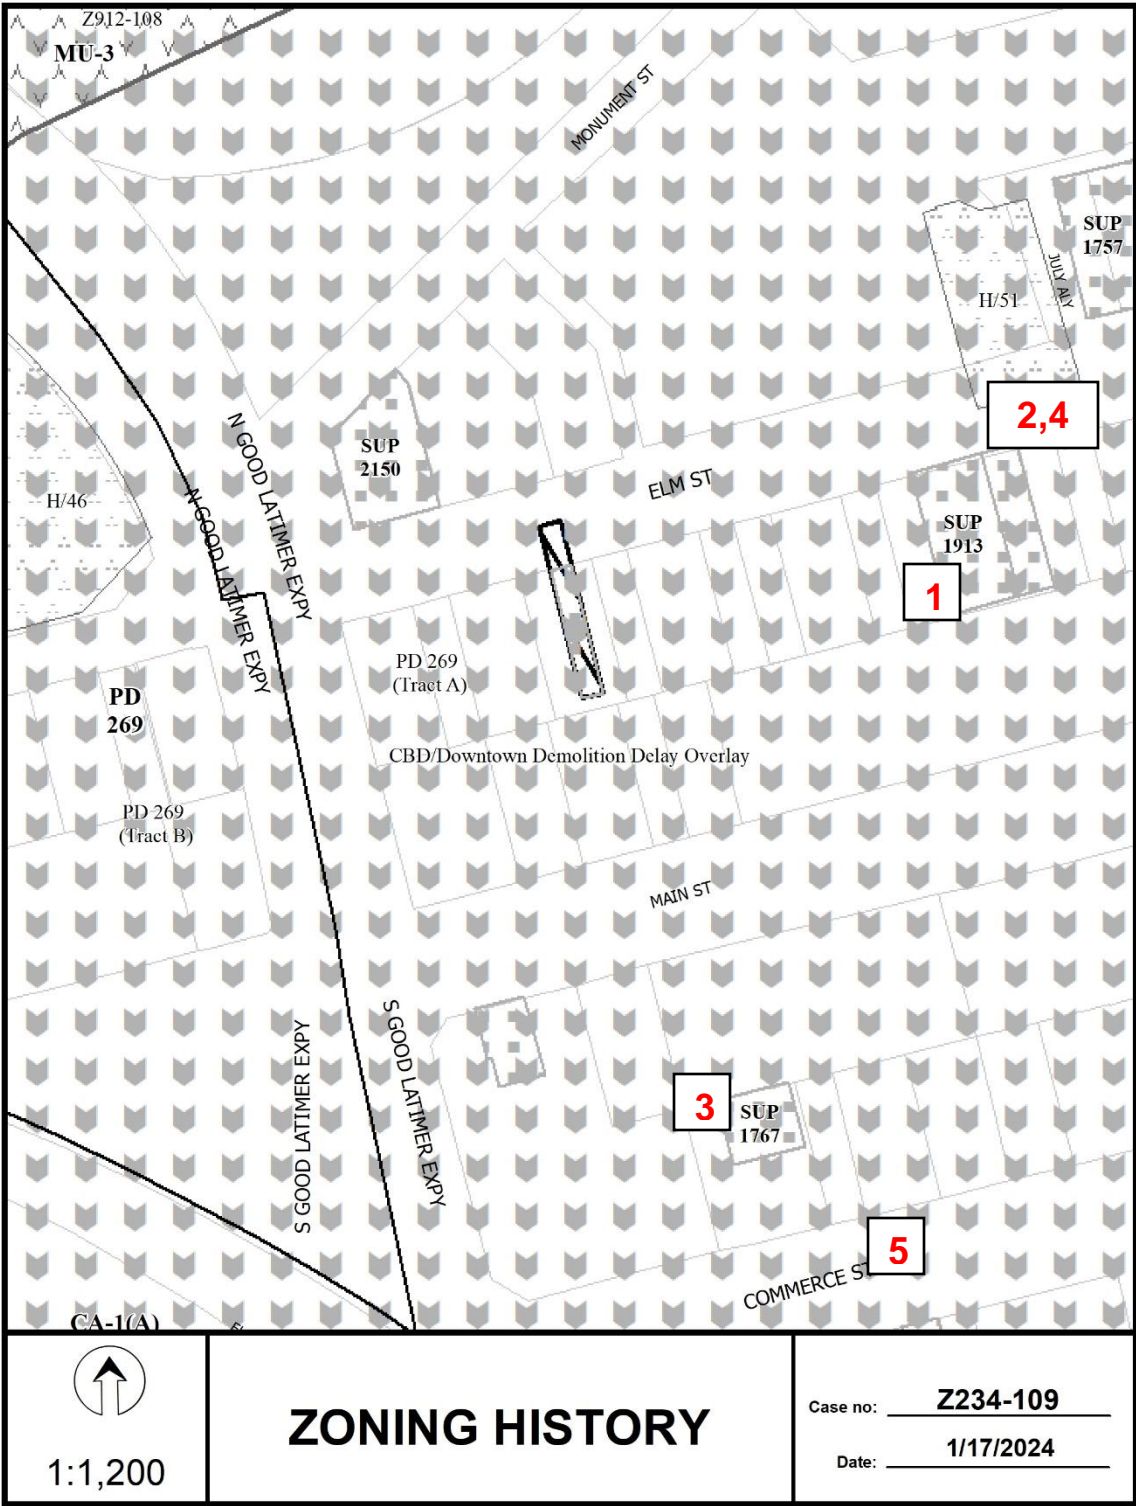 Z912-108
MU-3
MONUMENT ST
SUP
1757
JULY ALY
H/51
2,4
N GOOD LATIMER EXPY
SUP
2150
ELM ST
H/46
N GOOD LATIMER EXPY
SUP
1913
1
PD 269
(Tract A)
PD
269
CBD/Downtown Demolition Delay Overlay
PD 269
(Tract B)
MAIN ST
S GOOD LATIMER EXPY
S GOOD LATIMER EXPY
3
SUP
1767
5
COMMERCE ST
CA-1(A)
1:1,200
ZONING HISTORY
Case no: Z234-109
Date: 1/17/2024